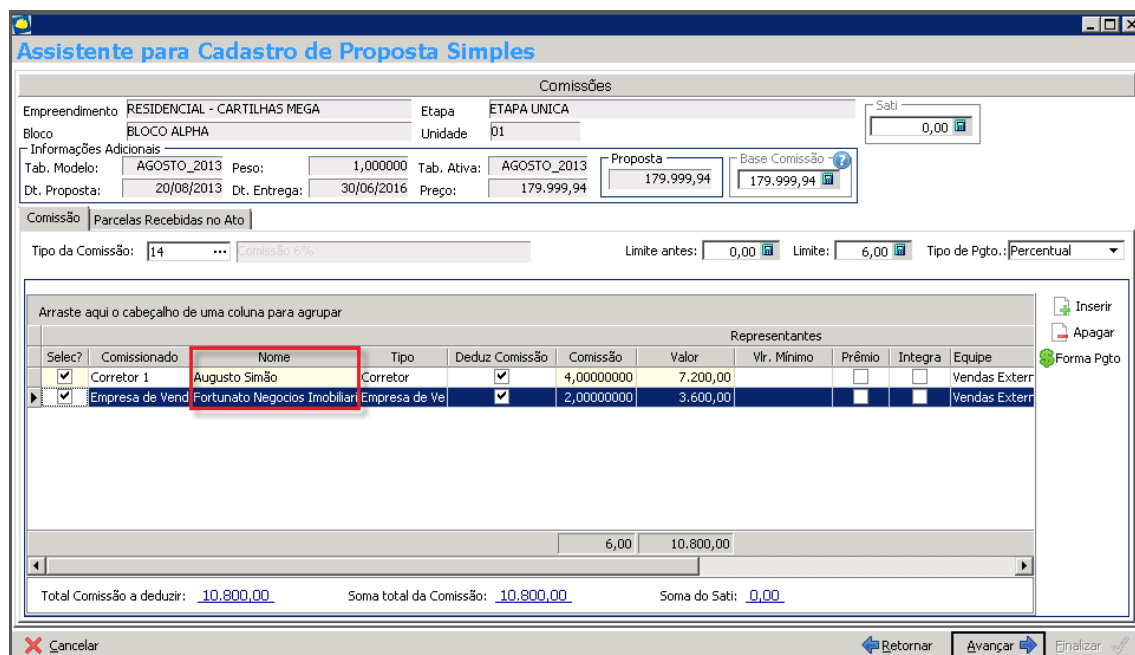 Assistente para Cadastro de Proposta Simples
Comissões
Empreendimento RESIDENCIAL - CARTILHAS MEGA Etapa ETAPA UNICA Sati 0,00
Bloco BLOCO ALPHA Unidade 01
Informações Adicionais
Tab. Modelo: AGOSTO_2013 Peso: 1,000000 Tab. Ativa: AGOSTO_2013 Proposta 179.999,94 Base Comissão ? 179.999,94
Dt. Proposta: 20/08/2013 Dt. Entrega: 30/06/2016 Preço: 179.999,94
Comissão Parcelas Recebidas no Ato
Tipo da Comissão: 14 ... Comissão 6% Limite antes: 0,00 Limite: 6,00 Tipo de Pgto.: Percentual
Arraste aqui o cabeçalho de uma coluna para agrupar
Inserir
Apagar
Forma Pgto
Representantes
Selec? Comissionado Nome Tipo Deduz Comissão Comissão Valor Vlr. Mínimo Prêmio Integra Equipe
Corretor 1 Augusto Simão Corretor 4,00000000 7.200,00 Vendas Extern
Empresa de Vend Fortunato Negocios Imobiliari Empresa de Ve 2,00000000 3.600,00 Vendas Extern
6,00 10.800,00
Total Comissão a deduzir: 10.800,00 Soma total da Comissão: 10.800,00 Soma do Sati: 0,00
Cancelar Retornar Avançar Finalizar